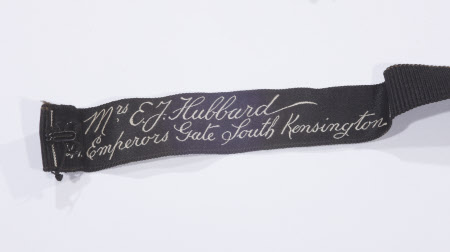 Mrs E.J. Hubbard
Emperors Gate South Kensington